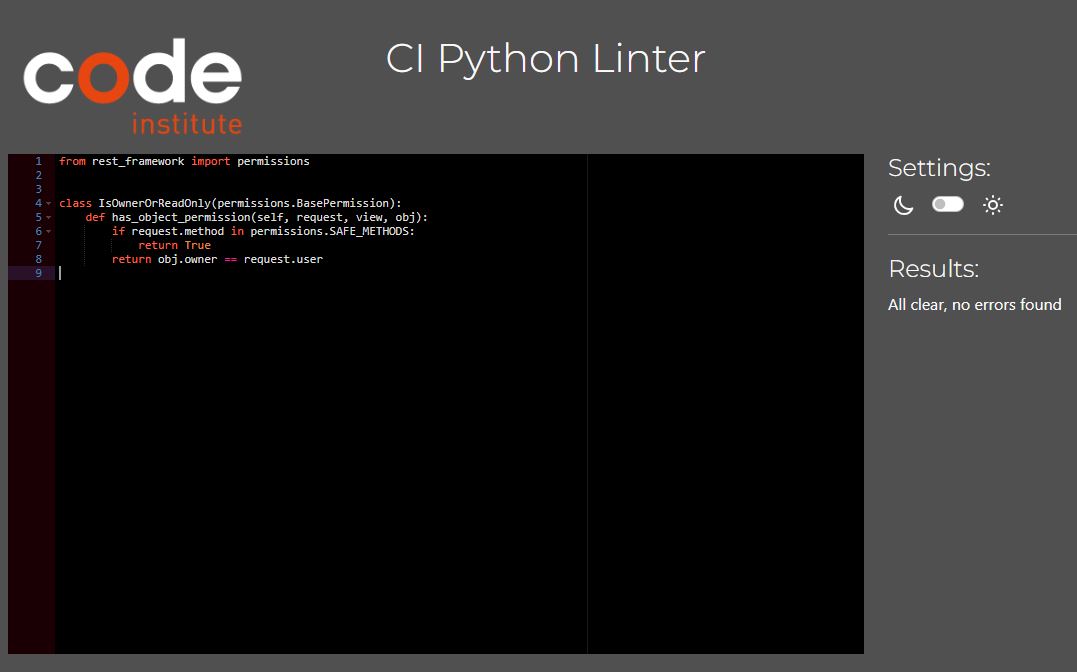 code
institute
CI Python Linter
1 from rest_framework import permissions
2
3
4 class IsOwnerOrReadOnly(permissions.BasePermission):
5     def has_object_permission(self, request, view, obj):
6         if request.method in permissions.SAFE_METHODS:
7             return True
8         return obj.owner == request.user
9
Settings:
Results:
All clear, no errors found